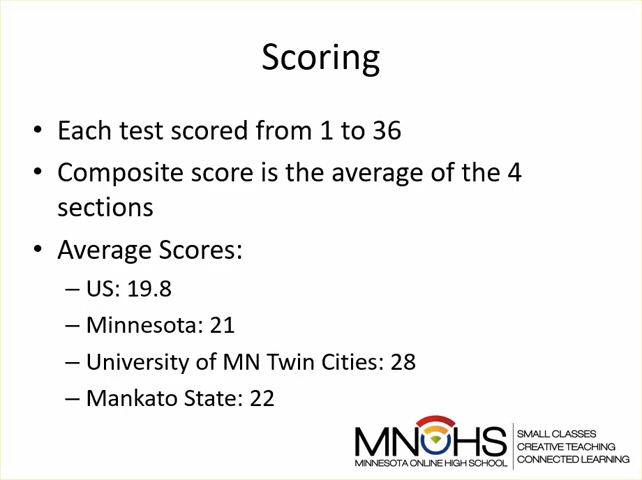 Scoring
• Each test scored from 1 to 36
• Composite score is the average of the 4
sections
• Average Scores:
– US: 19.8
– Minnesota: 21
– University of MN Twin Cities: 28
– Mankato State: 22
MNOHS
MINNESOTA ONLINE HIGH SCHOOL
SMALL CLASSES
CREATIVE TEACHING
CONNECTED LEARNING